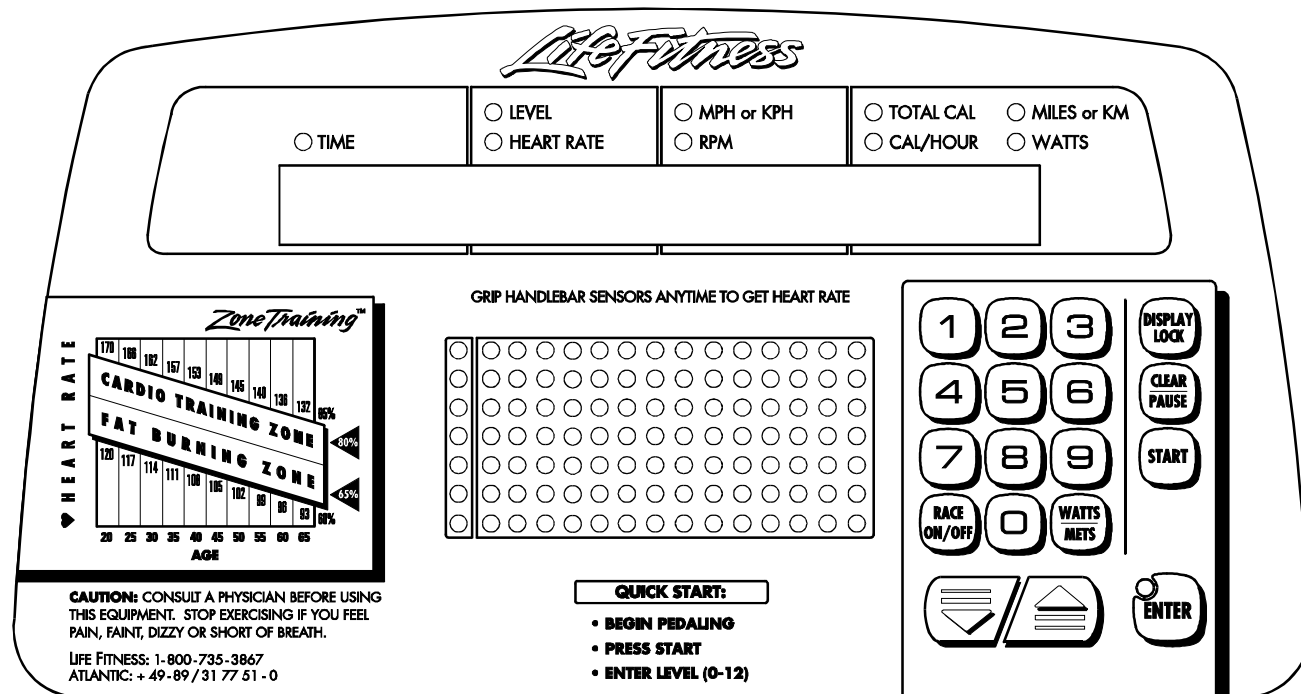 Life Fitness
TIME
LEVEL
HEART RATE
MPH or KPH
RPM
TOTAL CAL
CAL/HOUR
MILES or KM
WATTS
GRIP HANDLEBAR SENSORS ANYTIME TO GET HEART RATE
Zone Training™
HEART RATE
170 166 162 157 153 149 145 140 136 132 85%
CARDIO TRAINING ZONE
80%
FAT BURNING ZONE
65%
120 117 114 111 108 105 102 99 96 93 60%
20 25 30 35 40 45 50 55 60 65
AGE
CAUTION: CONSULT A PHYSICIAN BEFORE USING
THIS EQUIPMENT. STOP EXERCISING IF YOU FEEL
PAIN, FAINT, DIZZY OR SHORT OF BREATH.
LIFE FITNESS: 1-800-735-3867
ATLANTIC: + 49-89 / 31 77 51 - 0
QUICK START:
• BEGIN PEDALING
• PRESS START
• ENTER LEVEL (0-12)
1 2 3
DISPLAY
LOCK
4 5 6
CLEAR
PAUSE
7 8 9
START
RACE
ON/OFF
0
WATTS
METS
ENTER